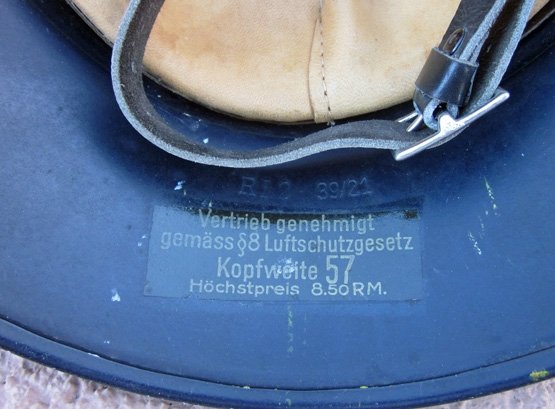 RL2 39/21
Vertrieb genehmigt
gemäss §8 Luftschutzgesetz
Kopfweite 57
Höchstpreis 8.50 RM.